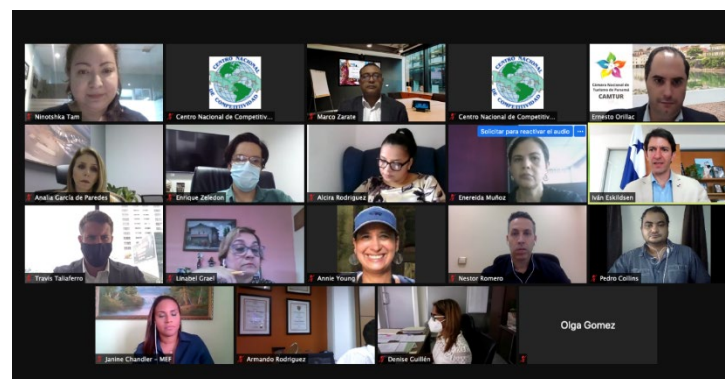 Ninotshka Tam
CENTRO NACIONAL
DE COMPETITIVIDAD
Centro Nacional de Competitiv...
Marco Zarate
CENTRO NACIONAL
DE COMPETITIVIDAD
Centro Nacional de Competitiv...
Cámara Nacional de
Turismo de Panamá
CAMTUR
Ernesto Orillac
Analia García de Paredes
Enrique Zeledon
Alcira Rodriguez
Solicitar para reactivar el audio
Enereida Muñoz
Iván Eskildsen
Travis Taliaferro
Linabel Grael
Annie Young
Nestor Romero
Pedro Collins
Janine Chandler – MEF
Armando Rodriguez
Denise Guillén
Olga Gomez